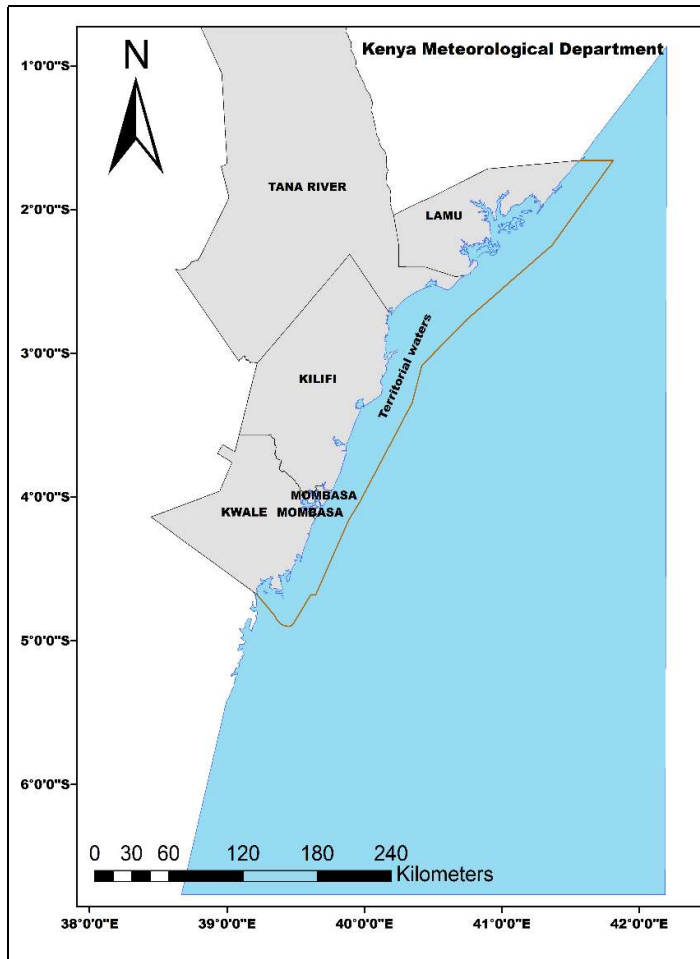 Kenya Meteorological Department
N
1°0'0"S
2°0'0"S
3°0'0"S
4°0'0"S
5°0'0"S
6°0'0"S
TANA RIVER
LAMU
Territorial waters
KILIFI
MOMBASA
KWALE MOMBASA
0 30 60 120 180 240
Kilometers
38°0'0"E 39°0'0"E 40°0'0"E 41°0'0"E 42°0'0"E